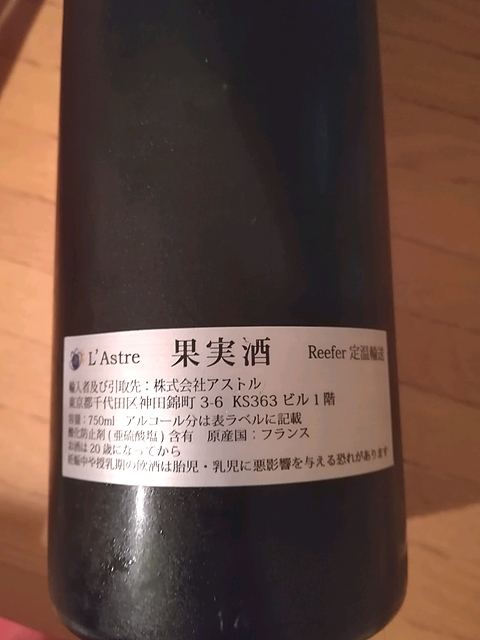 L'Astre 果実酒 Reefer 定温輸送
輸入者及び引取先：株式会社アストル
東京都千代田区神田錦町 3-6 KS363 ビル 1 階
容量：750ml アルコール分は表ラベルに記載
酸化防止剤 ( 亜硫酸塩 ) 含有 原産国：フランス
お酒は 20 歳になってから
妊娠中や授乳期の飲酒は胎児・乳児に悪影響を与える恐れがあります